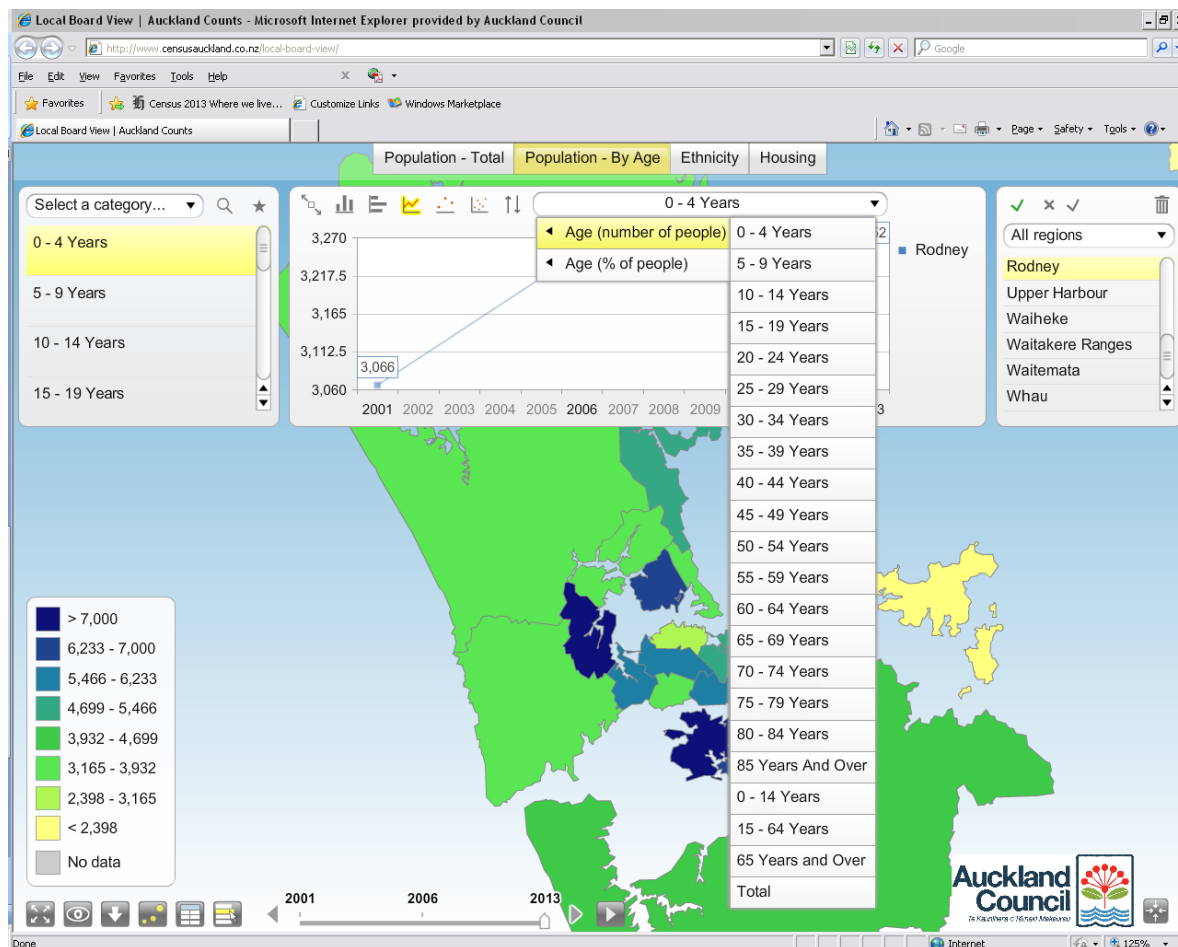 Local Board View | Auckland Counts - Microsoft Internet Explorer provided by Auckland Council
http://www.censusauckland.co.nz/local-board-view/
Google
File Edit View Favorites Tools Help
X
Favorites
Census 2013 Where we live...
Customize Links
Windows Marketplace
Local Board View | Auckland Counts
Page
Safety
Tools
Population - Total
Population - By Age
Ethnicity
Housing
Select a category...
0 - 4 Years
5 - 9 Years
10 - 14 Years
15 - 19 Years
0 - 4 Years
3,270
3,217.5
3,165
3,112.5
3,060
3,066
52
2001 2002 2003 2004 2005 2006 2007 2008 2009
3
Rodney
Age (number of people)
Age (% of people)
0 - 4 Years
5 - 9 Years
10 - 14 Years
15 - 19 Years
20 - 24 Years
25 - 29 Years
30 - 34 Years
35 - 39 Years
40 - 44 Years
45 - 49 Years
50 - 54 Years
55 - 59 Years
60 - 64 Years
65 - 69 Years
70 - 74 Years
75 - 79 Years
80 - 84 Years
85 Years And Over
0 - 14 Years
15 - 64 Years
65 Years and Over
Total
All regions
Rodney
Upper Harbour
Waiheke
Waitakere Ranges
Waitemata
Whau
> 7,000
6,233 - 7,000
5,466 - 6,233
4,699 - 5,466
3,932 - 4,699
3,165 - 3,932
2,398 - 3,165
< 2,398
No data
2001
2006
2013
Auckland
Council
Te Kaunihera o Tāmaki Makaurau
Done
Internet
125%